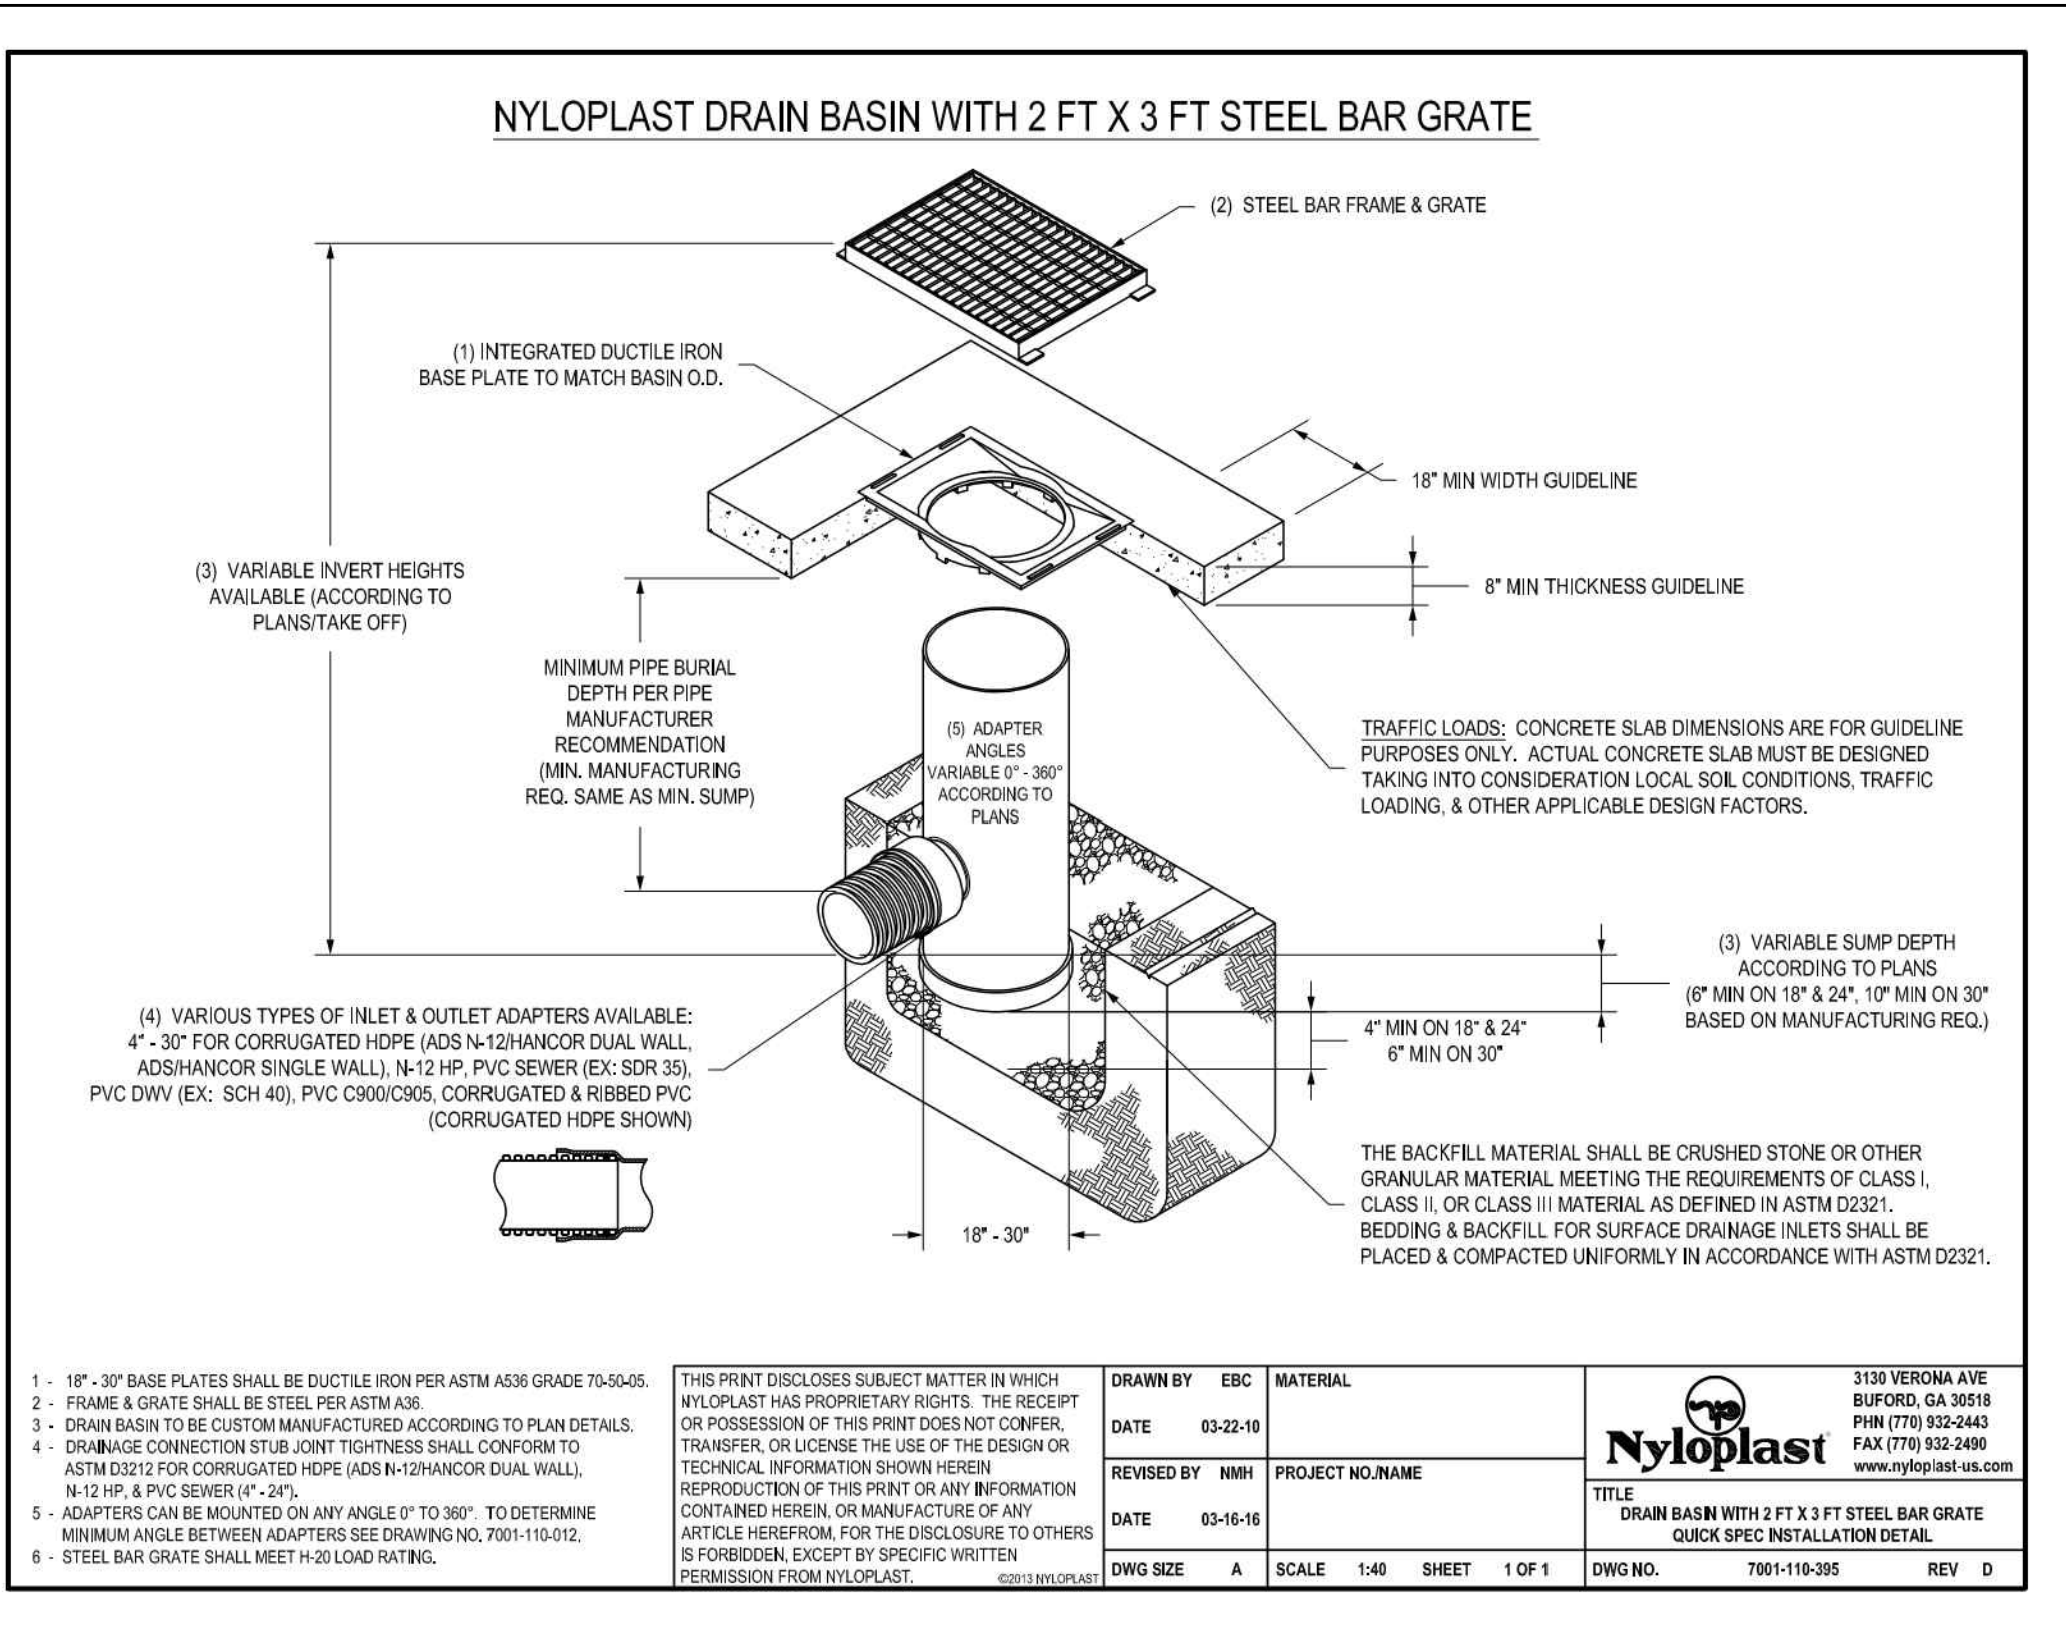 NYLOPLAST DRAIN BASIN WITH 2 FT X 3 FT STEEL BAR GRATE
(2) STEEL BAR FRAME & GRATE
(1) INTEGRATED DUCTILE IRON
BASE PLATE TO MATCH BASIN O.D.
18" MIN WIDTH GUIDELINE
8" MIN THICKNESS GUIDELINE
(3) VARIABLE INVERT HEIGHTS
AVAILABLE (ACCORDING TO
PLANS/TAKE OFF)
MINIMUM PIPE BURIAL
DEPTH PER PIPE
MANUFACTURER
RECOMMENDATION
(MIN. MANUFACTURING
REQ. SAME AS MIN. SUMP)
(5) ADAPTER
ANGLES
VARIABLE 0° - 360°
ACCORDING TO
PLANS
TRAFFIC LOADS: CONCRETE SLAB DIMENSIONS ARE FOR GUIDELINE
PURPOSES ONLY. ACTUAL CONCRETE SLAB MUST BE DESIGNED
TAKING INTO CONSIDERATION LOCAL SOIL CONDITIONS, TRAFFIC
LOADING, & OTHER APPLICABLE DESIGN FACTORS.
(3) VARIABLE SUMP DEPTH
ACCORDING TO PLANS
(6" MIN ON 18" & 24", 10" MIN ON 30"
BASED ON MANUFACTURING REQ.)
4" MIN ON 18" & 24"
6" MIN ON 30"
(4) VARIOUS TYPES OF INLET & OUTLET ADAPTERS AVAILABLE:
4" - 30" FOR CORRUGATED HDPE (ADS N-12/HANCOR DUAL WALL,
ADS/HANCOR SINGLE WALL), N-12 HP, PVC SEWER (EX: SDR 35),
PVC DWV (EX: SCH 40), PVC C900/C905, CORRUGATED & RIBBED PVC
(CORRUGATED HDPE SHOWN)
THE BACKFILL MATERIAL SHALL BE CRUSHED STONE OR OTHER
GRANULAR MATERIAL MEETING THE REQUIREMENTS OF CLASS I,
CLASS II, OR CLASS III MATERIAL AS DEFINED IN ASTM D2321.
BEDDING & BACKFILL FOR SURFACE DRAINAGE INLETS SHALL BE
PLACED & COMPACTED UNIFORMLY IN ACCORDANCE WITH ASTM D2321.
18" - 30"
1 - 18" - 30" BASE PLATES SHALL BE DUCTILE IRON PER ASTM A536 GRADE 70-50-05.
2 - FRAME & GRATE SHALL BE STEEL PER ASTM A36.
3 - DRAIN BASIN TO BE CUSTOM MANUFACTURED ACCORDING TO PLAN DETAILS.
4 - DRAINAGE CONNECTION STUB JOINT TIGHTNESS SHALL CONFORM TO
ASTM D3212 FOR CORRUGATED HDPE (ADS N-12/HANCOR DUAL WALL),
N-12 HP, & PVC SEWER (4" - 24").
5 - ADAPTERS CAN BE MOUNTED ON ANY ANGLE 0° TO 360°. TO DETERMINE
MINIMUM ANGLE BETWEEN ADAPTERS SEE DRAWING NO. 7001-110-012.
6 - STEEL BAR GRATE SHALL MEET H-20 LOAD RATING.
THIS PRINT DISCLOSES SUBJECT MATTER IN WHICH
NYLOPLAST HAS PROPRIETARY RIGHTS. THE RECEIPT
OR POSSESSION OF THIS PRINT DOES NOT CONFER,
TRANSFER, OR LICENSE THE USE OF THE DESIGN OR
TECHNICAL INFORMATION SHOWN HEREIN
REPRODUCTION OF THIS PRINT OR ANY INFORMATION
CONTAINED HEREIN, OR MANUFACTURE OF ANY
ARTICLE HEREFROM, FOR THE DISCLOSURE TO OTHERS
IS FORBIDDEN, EXCEPT BY SPECIFIC WRITTEN
PERMISSION FROM NYLOPLAST. ©2013 NYLOPLAST
DRAWN BY EBC
DATE 03-22-10
REVISED BY NMH
DATE 03-16-16
DWG SIZE A
MATERIAL
PROJECT NO./NAME
SCALE 1:40 SHEET 1 OF 1
Nyloplast
3130 VERONA AVE
BUFORD, GA 30518
PHN (770) 932-2443
FAX (770) 932-2490
www.nyloplast-us.com
TITLE
DRAIN BASIN WITH 2 FT X 3 FT STEEL BAR GRATE
QUICK SPEC INSTALLATION DETAIL
DWG NO. 7001-110-395 REV D